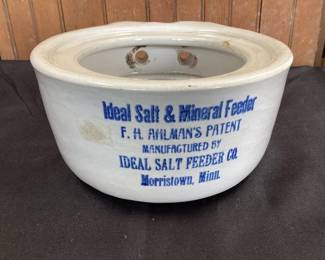 Ideal Salt & Mineral Feeder
F. H. AHLMAN'S PATENT
MANUFACTURED BY
IDEAL SALT FEEDER CO.
Morristown, Minn.